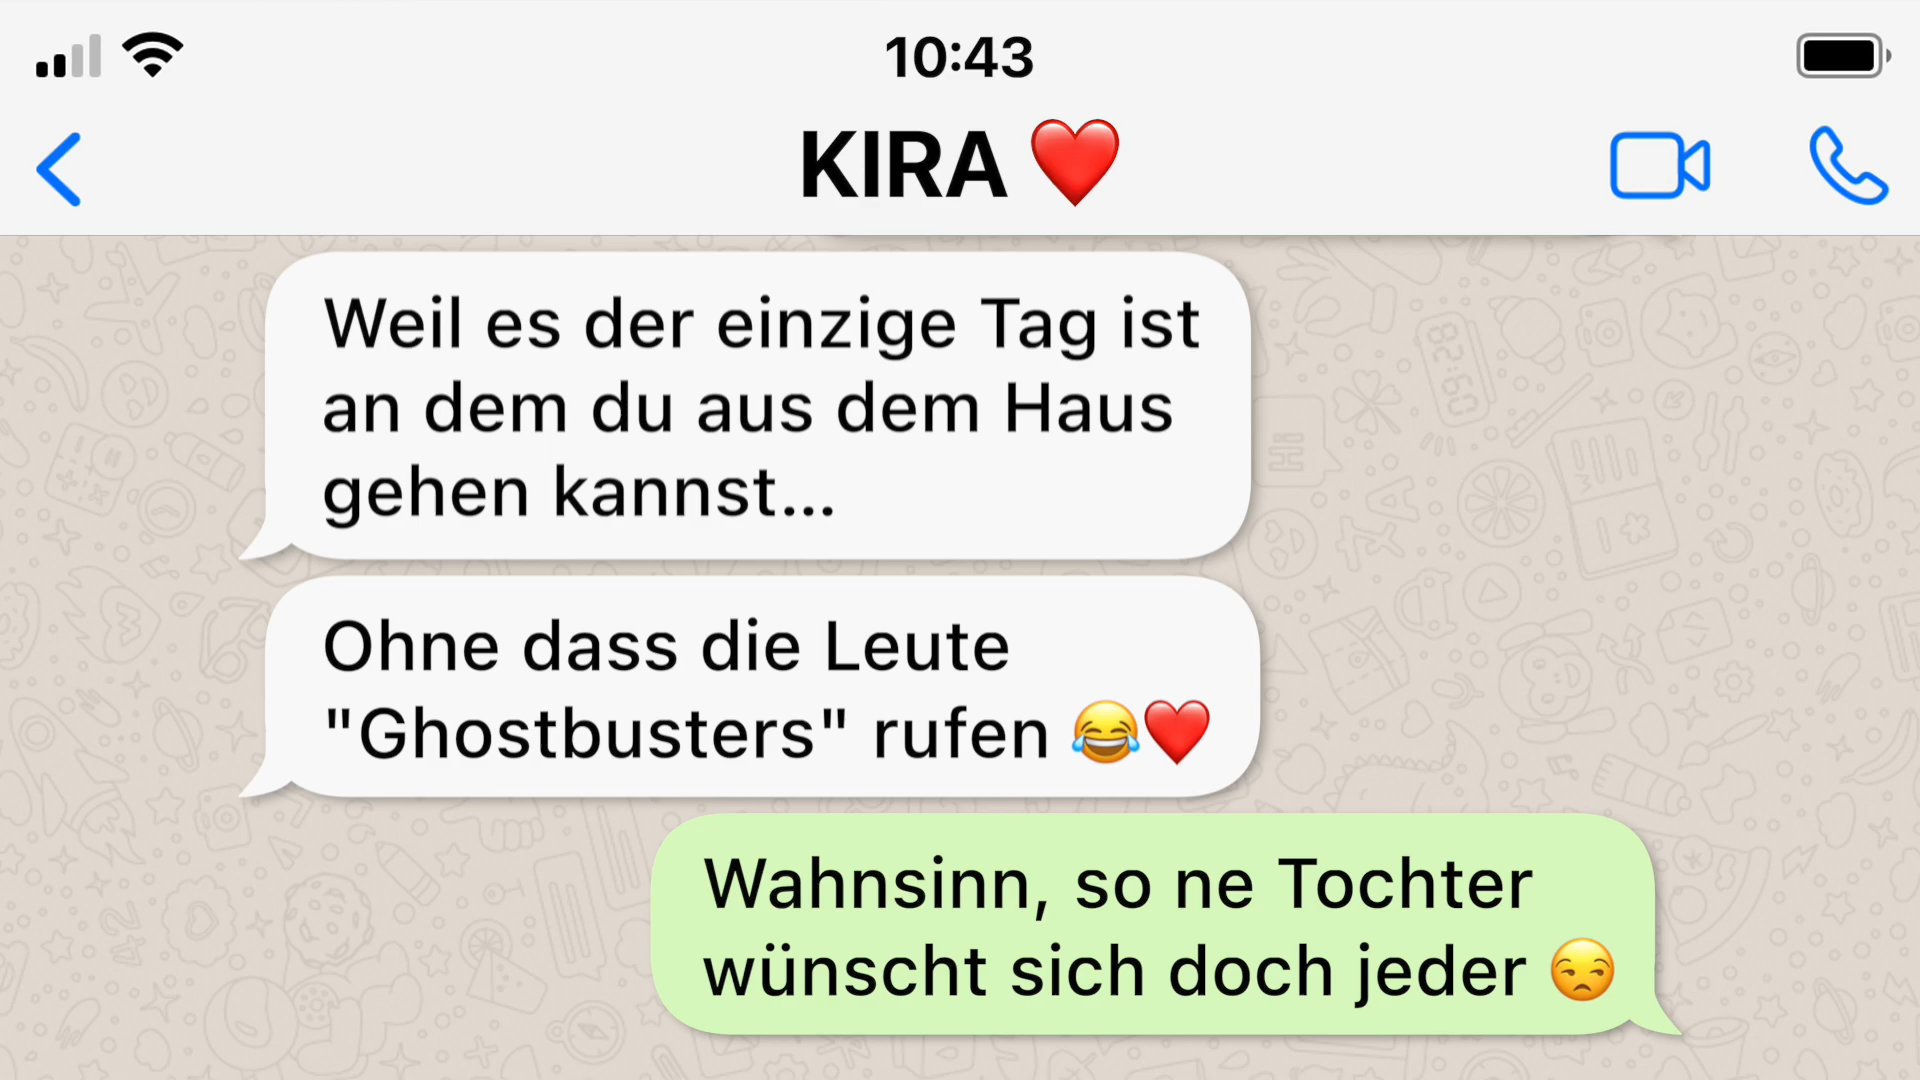 10:43
KIRA ❤️
Weil es der einzige Tag ist
an dem du aus dem Haus
gehen kannst...
Ohne dass die Leute
"Ghostbusters" rufen 😂❤️
Wahnsinn, so ne Tochter
wünscht sich doch jeder 😒